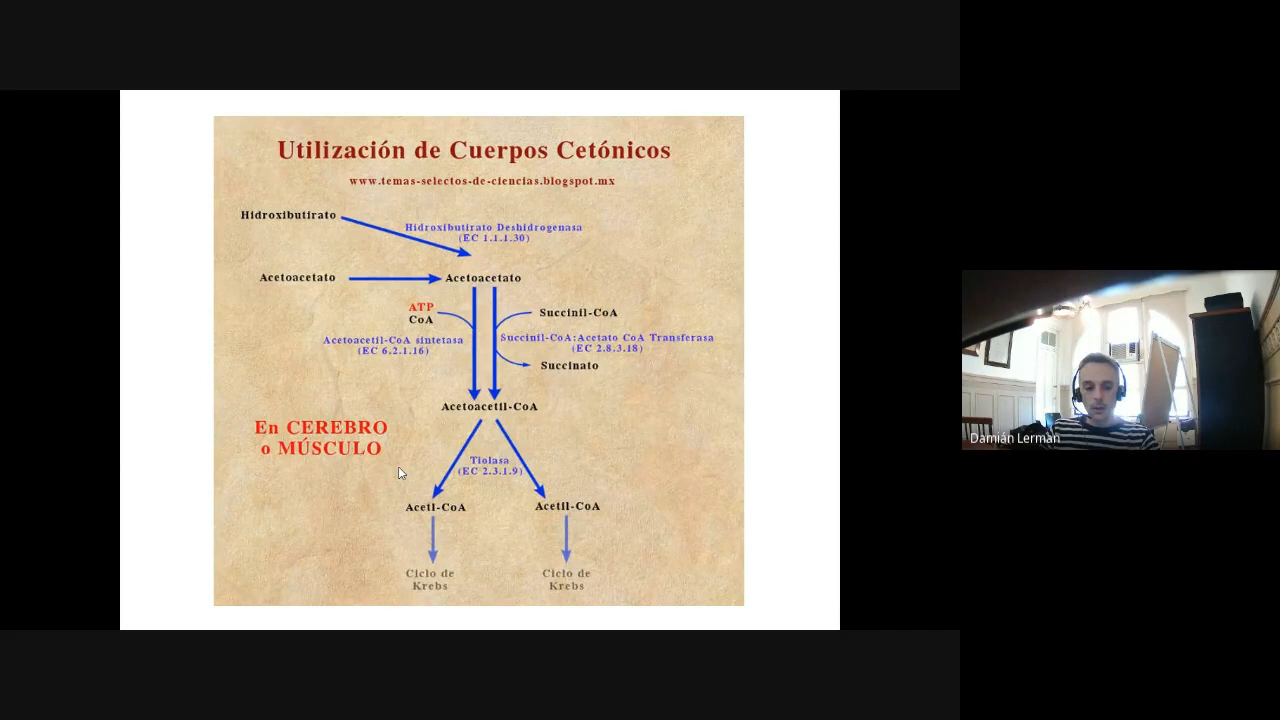 Utilización de Cuerpos Cetónicos
www.temas-selectos-de-ciencias.blogspot.mx
Hidroxibutirato
Hidroxibutirato Deshidrogenasa
(EC 1.1.1.30)
Acetoacetato
Acetoacetato
ATP
CoA
Succinil-CoA
Acetoacetil-CoA sintetasa
(EC 6.2.1.16)
Succinil-CoA:Acetato CoA Transferasa
(EC 2.8.3.18)
Succinato
Acetoacetil-CoA
En CEREBRO
o MÚSCULO
Tiolasa
(EC 2.3.1.9)
Acetl-CoA
Acetil-CoA
Ciclo de
Krebs
Ciclo de
Krebs
Damián Lerman